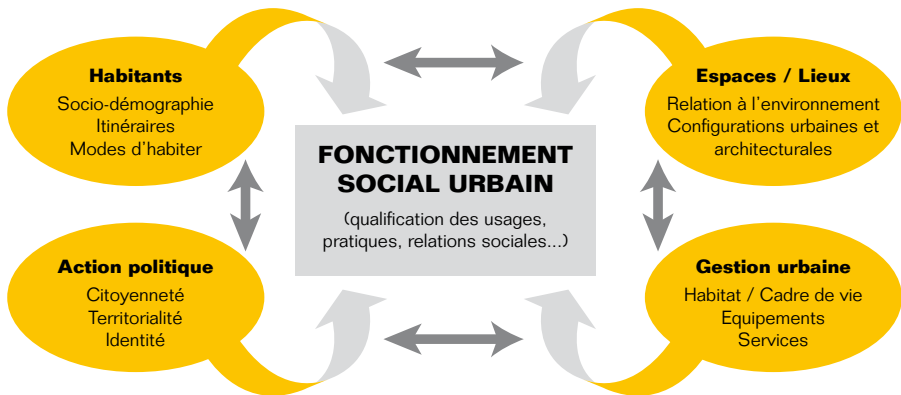 Habitants
Socio-démographie
Itinéraires
Modes d'habiter
Espaces / Lieux
Relation à l'environnement
Configurations urbaines et
architecturales
FONCTIONNEMENT
SOCIAL URBAIN
(qualification des usages,
pratiques, relations sociales...)
Action politique
Citoyenneté
Territorialité
Identité
Gestion urbaine
Habitat / Cadre de vie
Equipements
Services